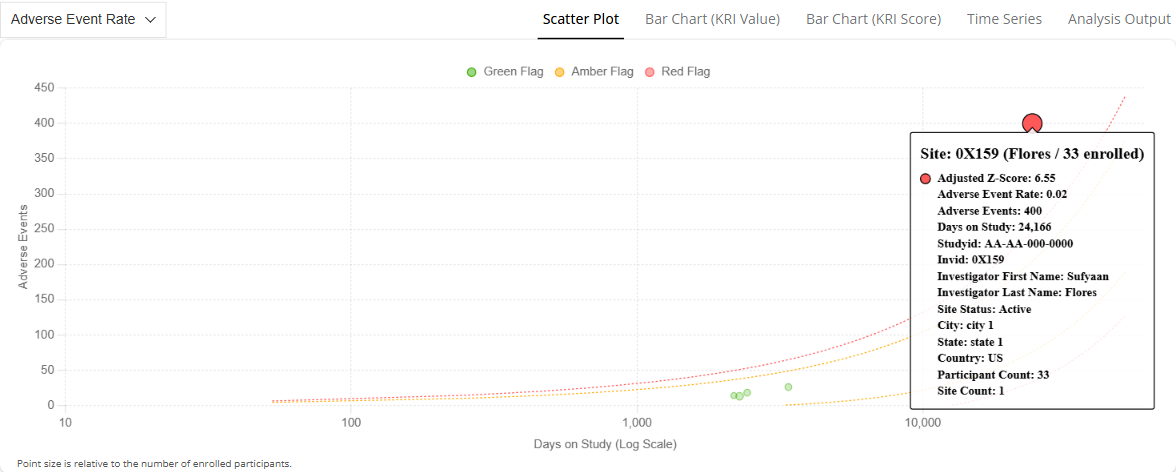 Adverse Event Rate
Scatter Plot
Bar Chart (KRI Value)
Bar Chart (KRI Score)
Time Series
Analysis Output
Green Flag
Amber Flag
Red Flag
450
400
350
300
250
200
150
100
50
0
Adverse Events
10
100
1,000
10,000
Days on Study (Log Scale)
Site: 0X159 (Flores / 33 enrolled)
Adjusted Z-Score: 6.55
Adverse Event Rate: 0.02
Adverse Events: 400
Days on Study: 24,166
Studyid: AA-AA-000-0000
Invid: 0X159
Investigator First Name: Sufyaan
Investigator Last Name: Flores
Site Status: Active
City: city 1
State: state 1
Country: US
Participant Count: 33
Site Count: 1
Point size is relative to the number of enrolled participants.